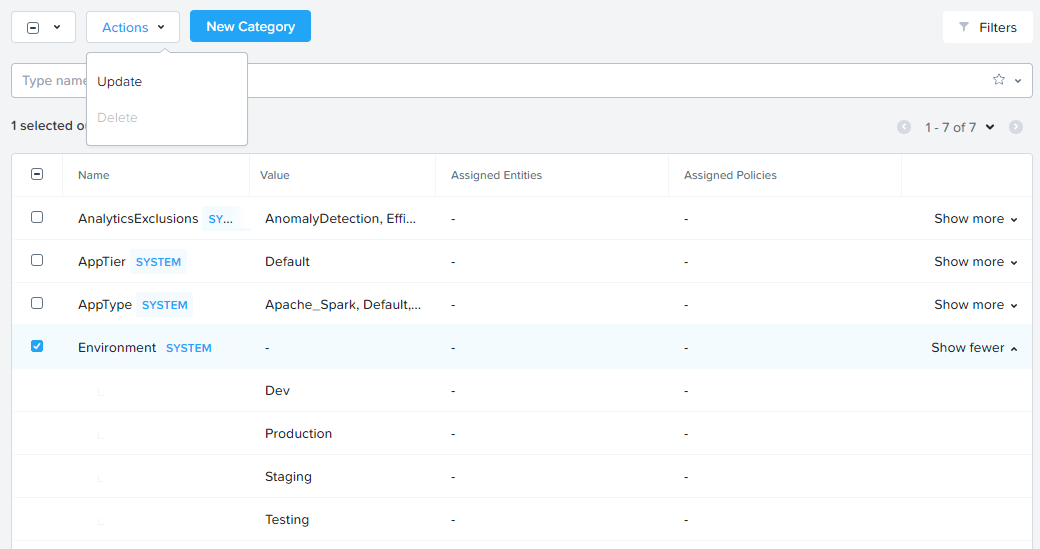 Actions New Category Filters
Update
Type name
Delete
1 selected 1 - 7 of 7
Name Value Assigned Entities Assigned Policies
AnalyticsExclusions SY... AnomalyDetection, Effi... - - Show more
AppTier SYSTEM Default - - Show more
AppType SYSTEM Apache_Spark, Default,... - - Show more
Environment SYSTEM - - - Show fewer
Dev - -
Production - -
Staging - -
Testing - -